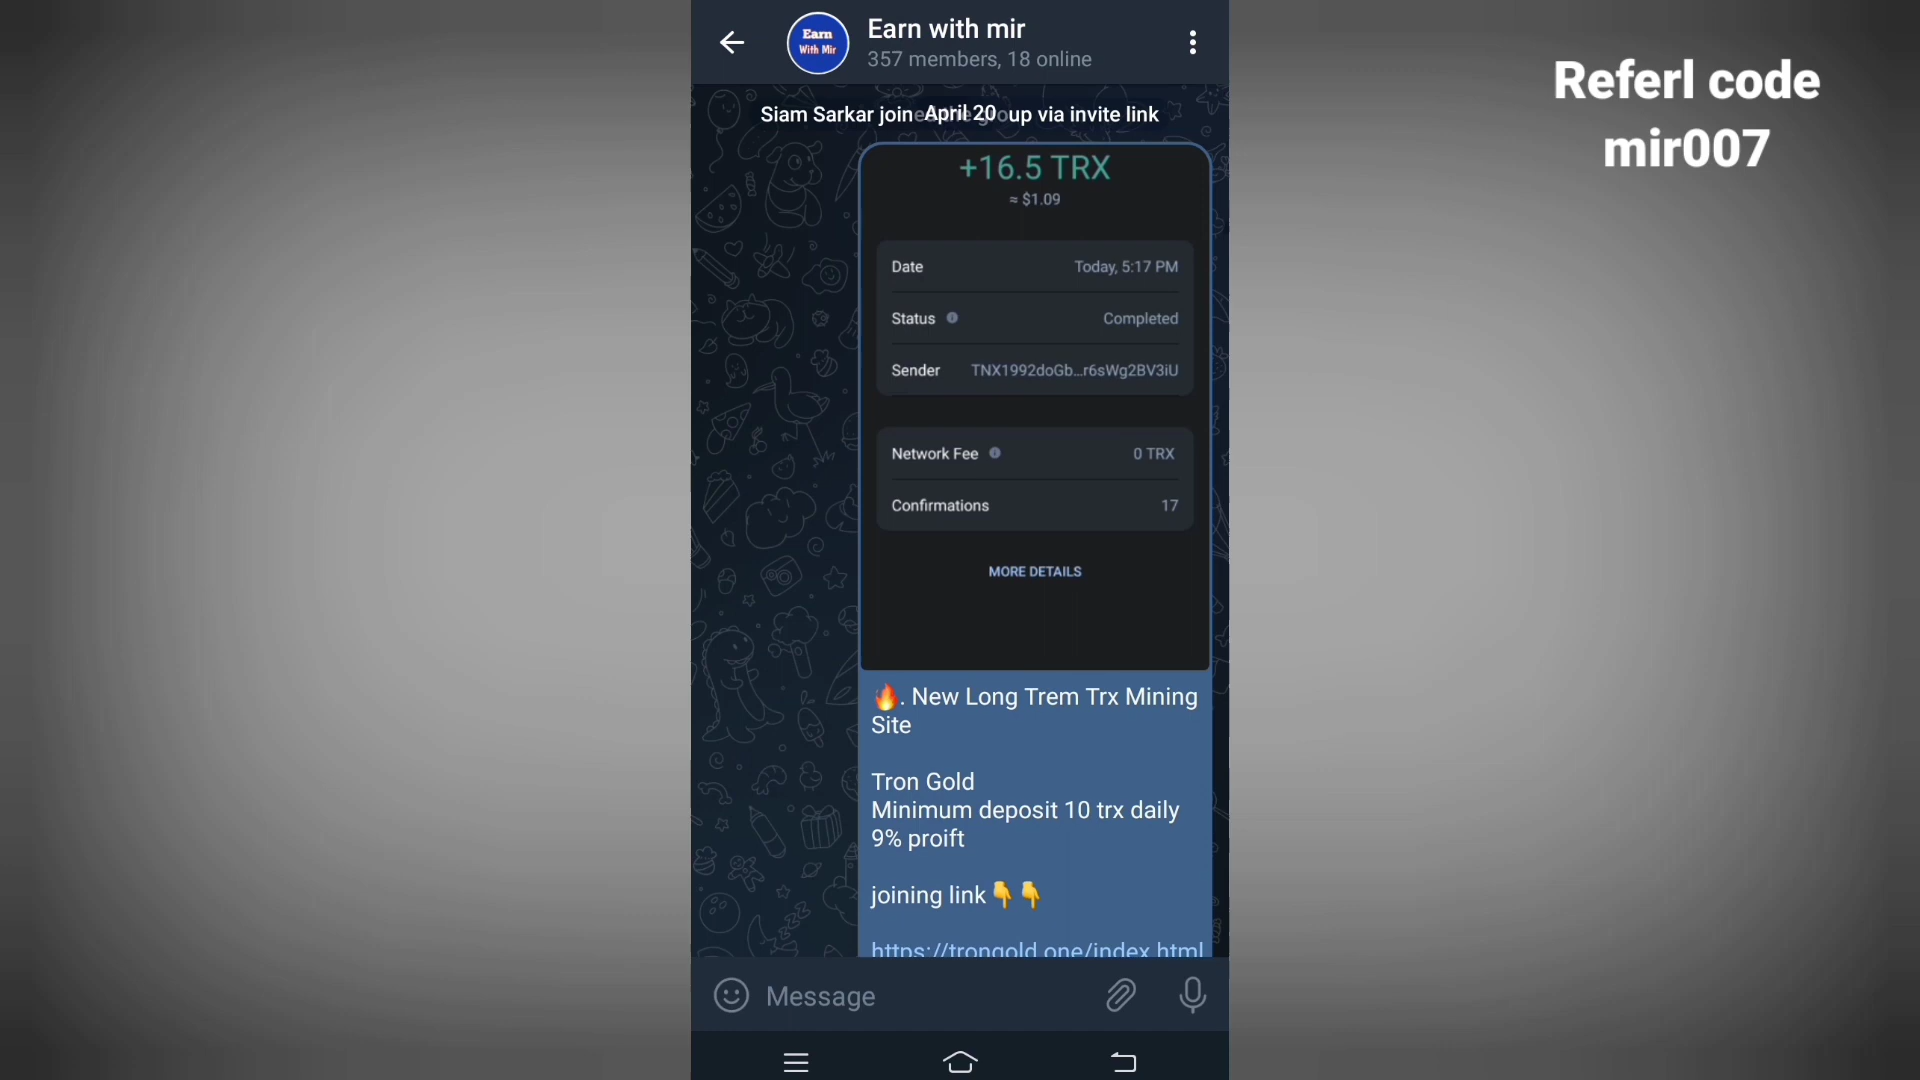 Earn
With Mir
Earn with mir
357 members, 18 online
Referl code
mir007
Siam Sarkar join
April 20
up via invite link
+16.5 TRX
≈ $1.09
Date Today, 5:17 PM
Status Completed
Sender TNX1992doGb...r6sWg2BV3iU
Network Fee 0 TRX
Confirmations 17
MORE DETAILS
🔥. New Long Trem Trx Mining
Site
Tron Gold
Minimum deposit 10 trx daily
9% proift
joining link👇👇
https://trongold.one/index.html
Message